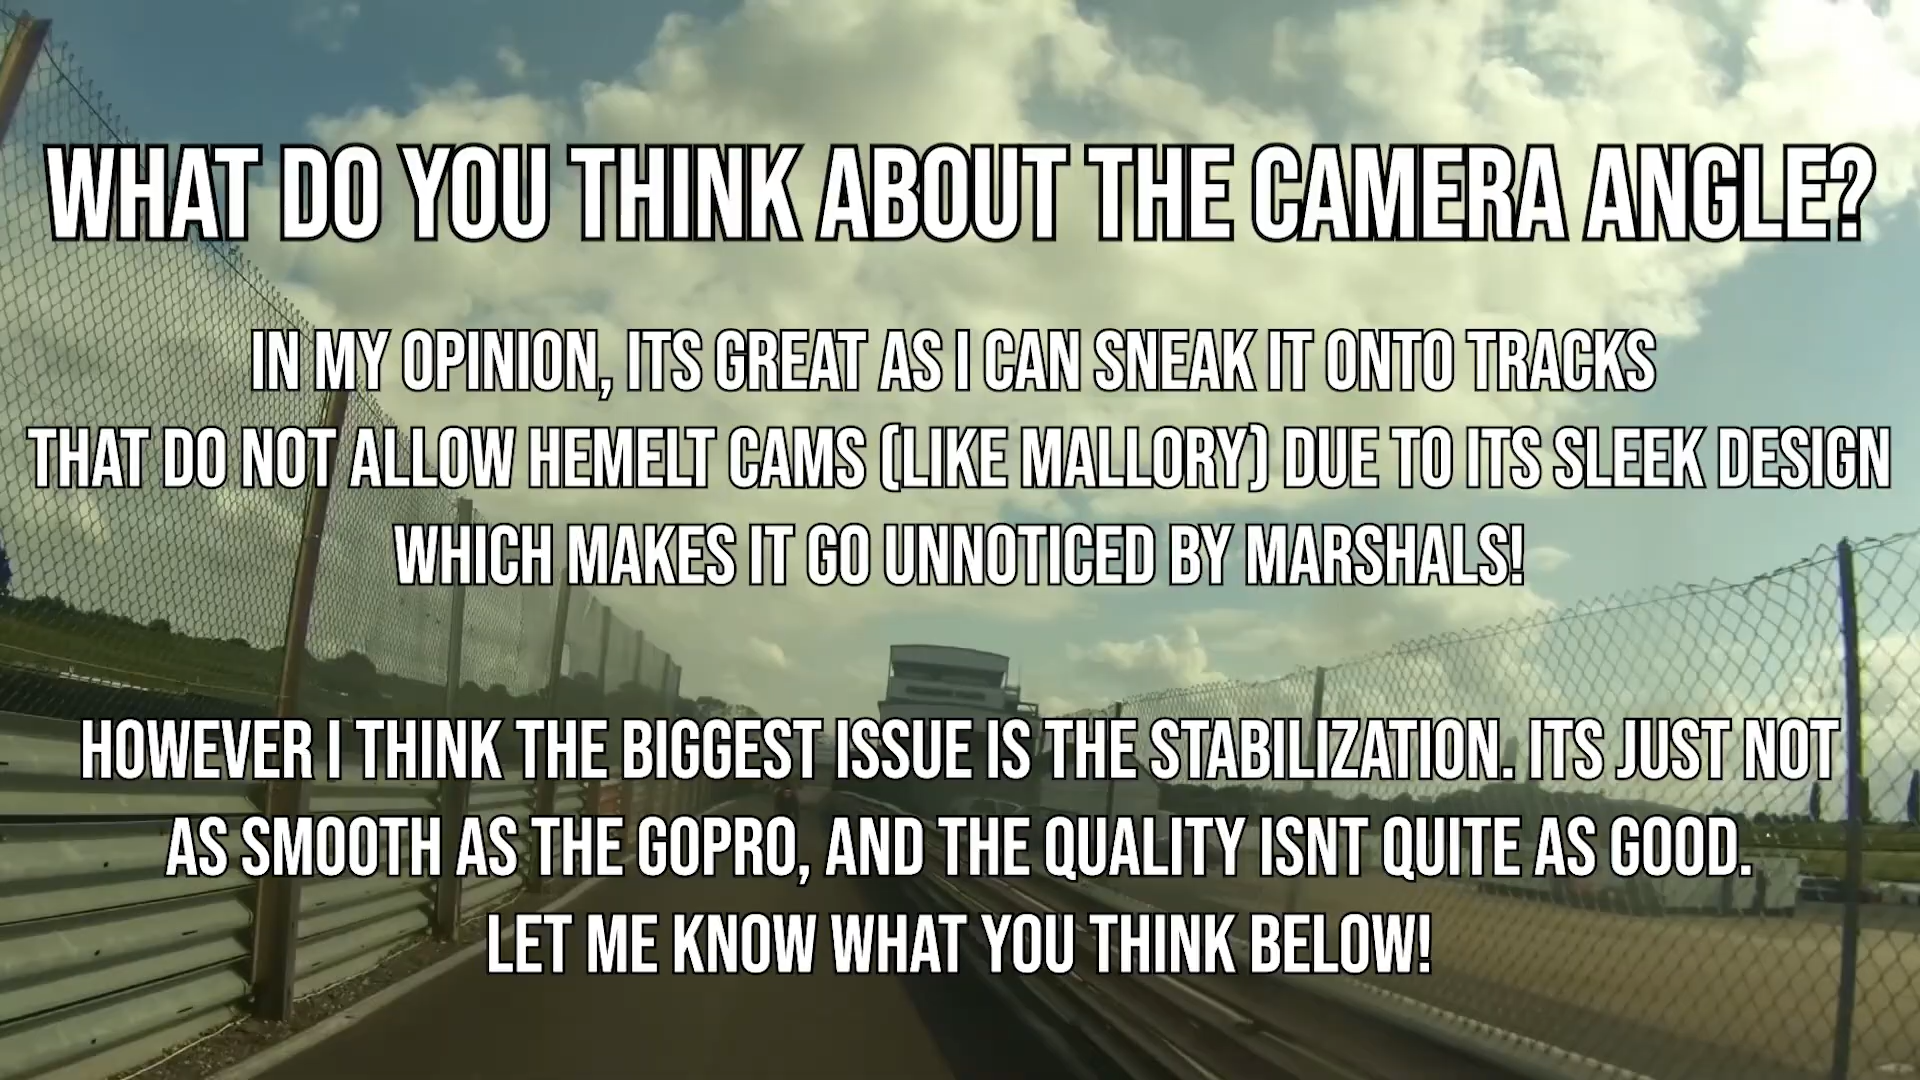 WHAT DO YOU THINK ABOUT THE CAMERA ANGLE?
IN MY OPINION, ITS GREAT AS I CAN SNEAK IT ONTO TRACKS
THAT DO NOT ALLOW HEMELT CAMS (LIKE MALLORY) DUE TO ITS SLEEK DESIGN
WHICH MAKES IT GO UNNOTICED BY MARSHALS!
HOWEVER I THINK THE BIGGEST ISSUE IS THE STABILIZATION. ITS JUST NOT
AS SMOOTH AS THE GOPRO, AND THE QUALITY ISNT QUITE AS GOOD.
LET ME KNOW WHAT YOU THINK BELOW!